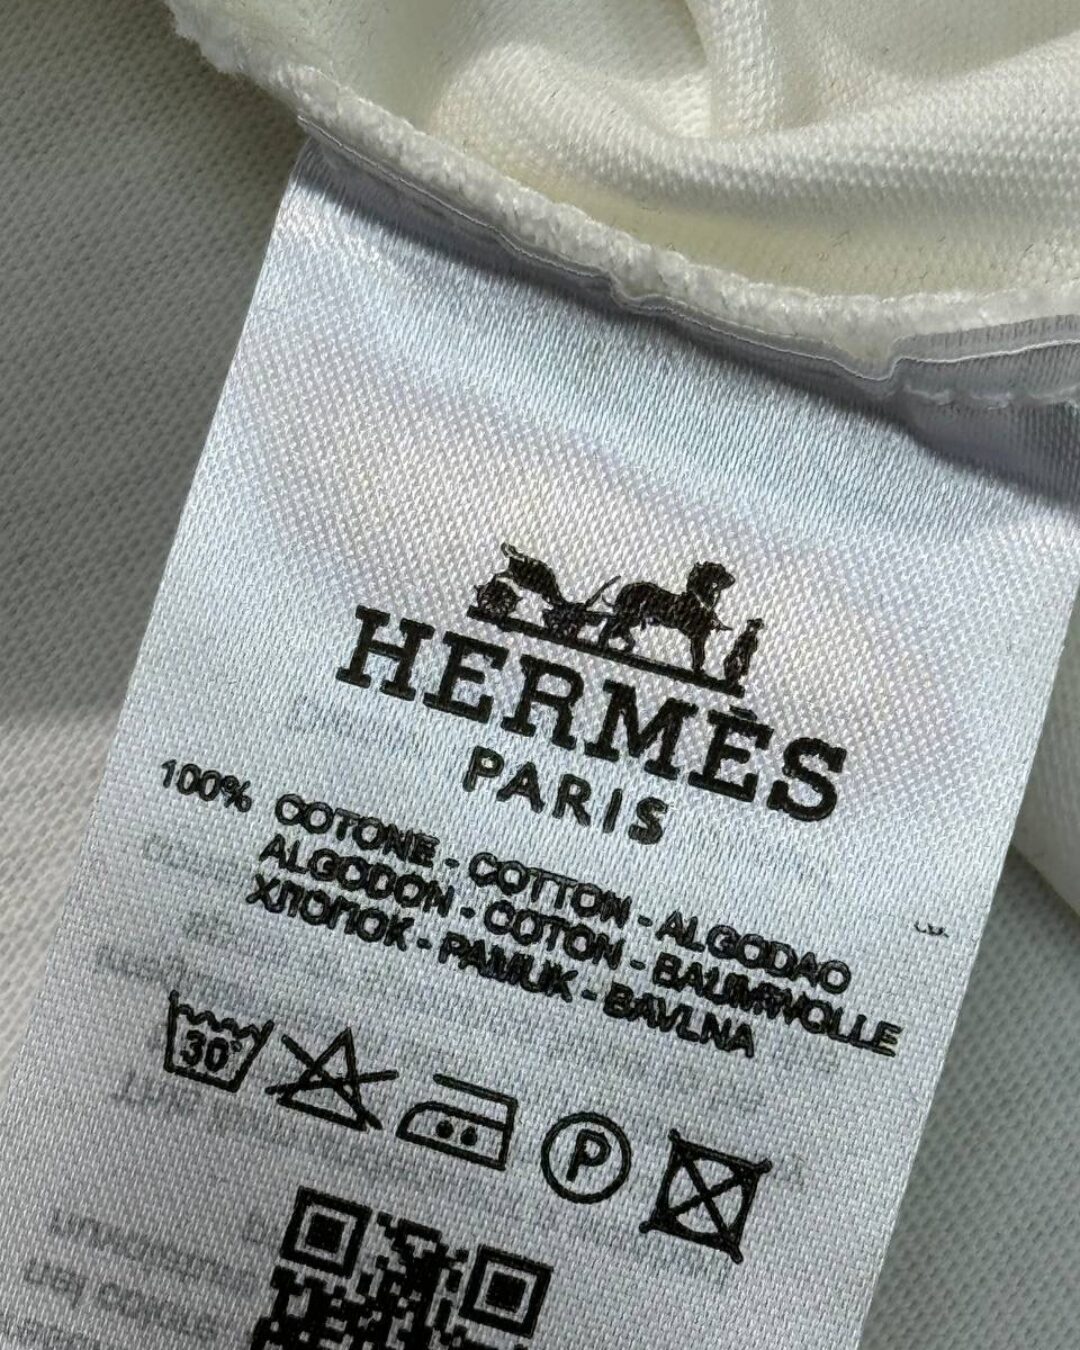 HERMÈS
PARIS
100% COTONE - COTTON - ALGODAO
ALGODON - COTON - BAUMWOLLE
ХЛОПОК - PAMUK - BAVLNA
30°
P